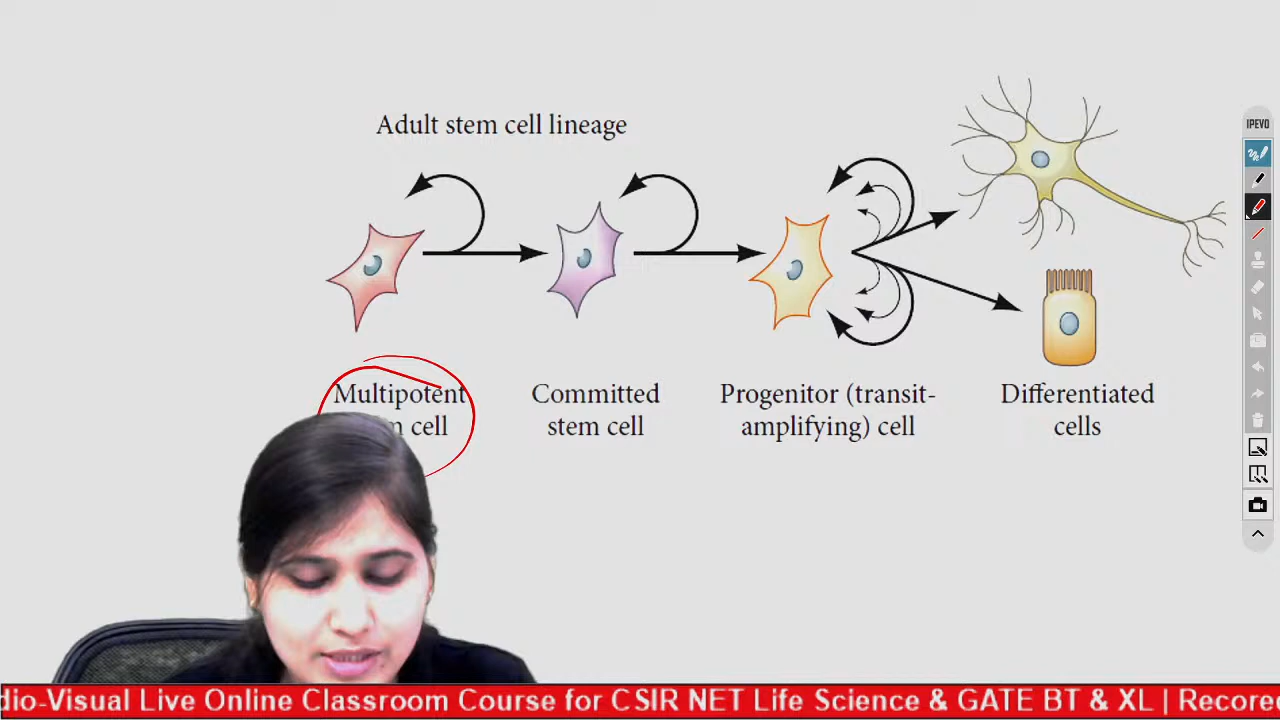 Adult stem cell lineage
Multipotent
cell
Committed
stem cell
Progenitor (transit-
amplifying) cell
Differentiated
cells
IPEVO
dio-Visual Live Online Classroom Course for CSIR NET Life Science & GATE BT & XL | Recore